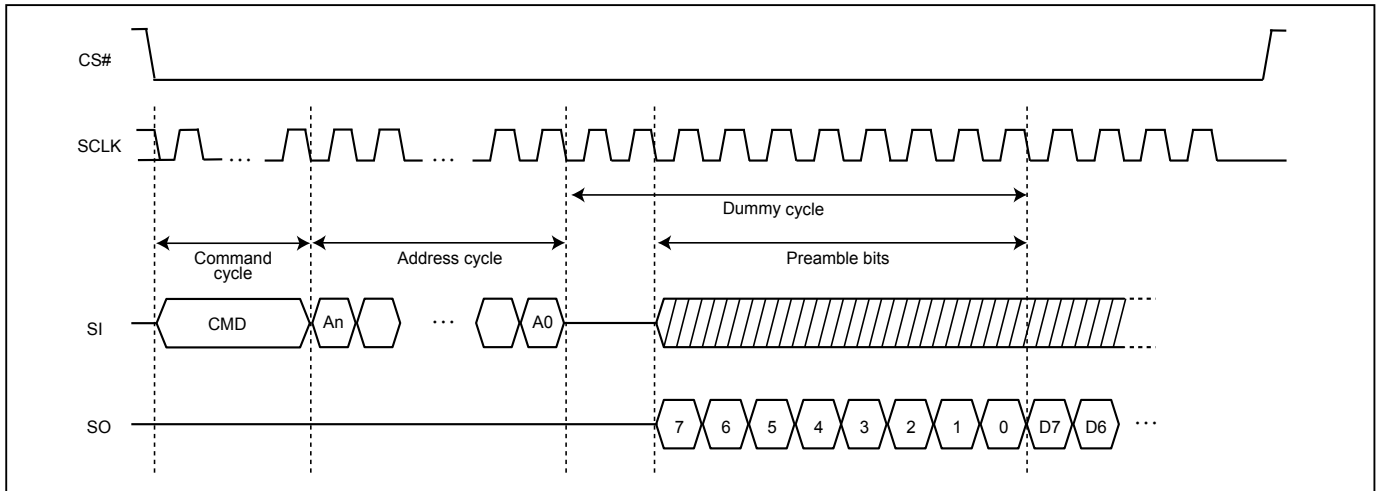 CS#
SCLK
... ...
Dummy cycle
Command
cycle
Address cycle
Preamble bits
SI
CMD
An
...
A0
SO
7 6 5 4 3 2 1 0 D7 D6 ...